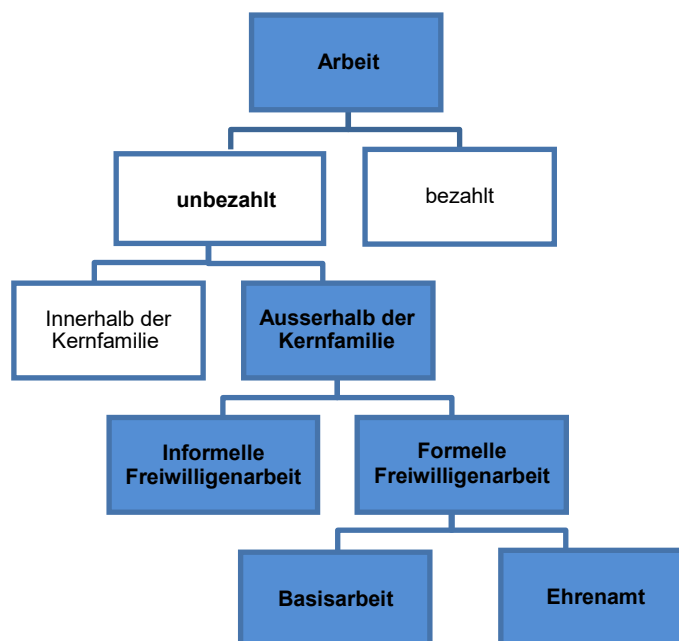 Arbeit
unbezahlt
bezahlt
Innerhalb der
Kernfamilie
Ausserhalb der
Kernfamilie
Informelle
Freiwilligenarbeit
Formelle
Freiwilligenarbeit
Basisarbeit
Ehrenamt